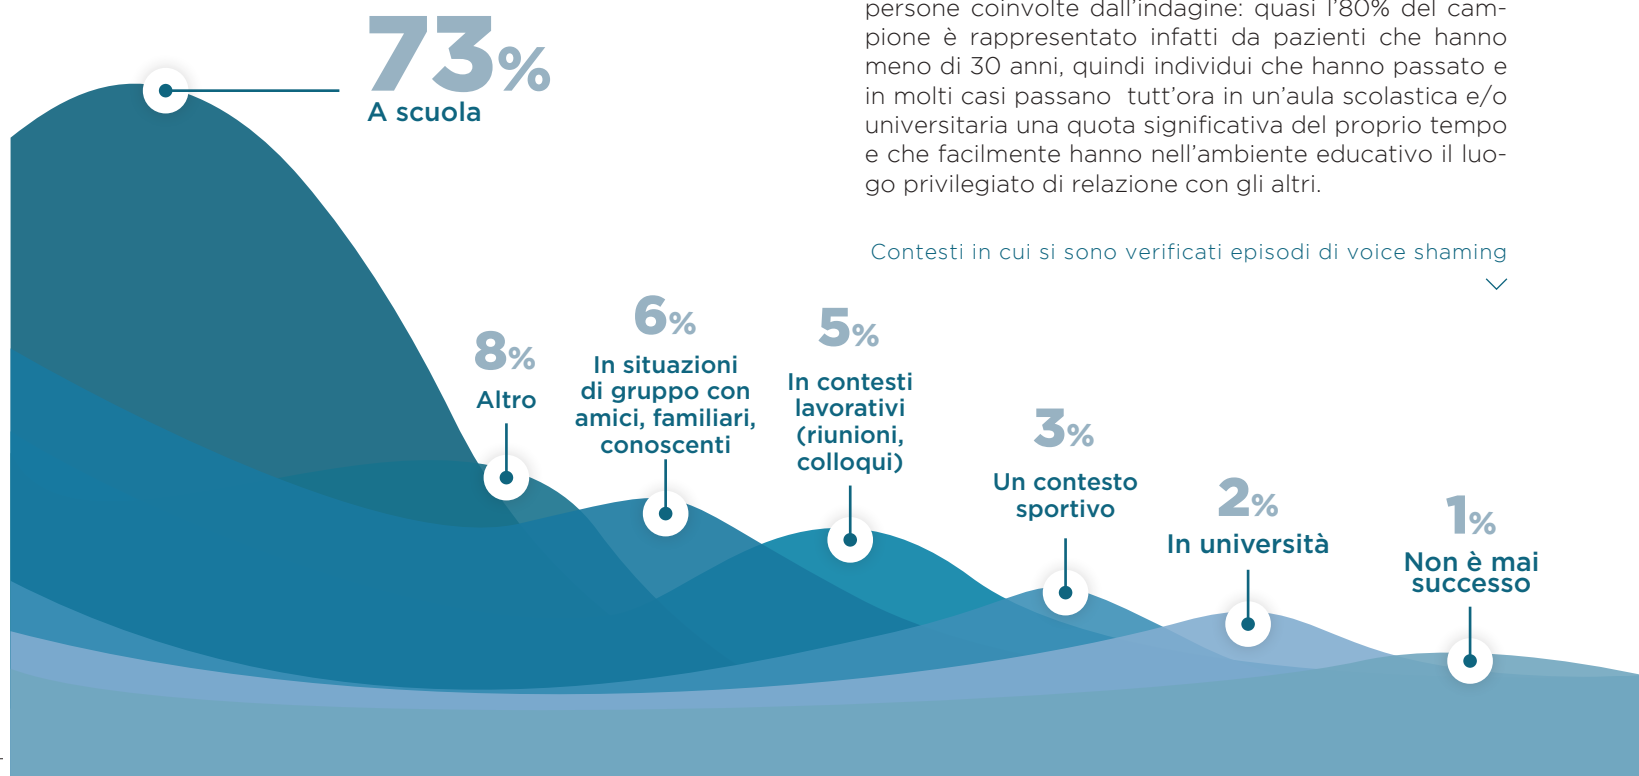 persone coinvolte dall’indagine: quasi l’80% del cam-
pione è rappresentato infatti da pazienti che hanno
meno di 30 anni, quindi individui che hanno passato e
in molti casi passano tutt’ora in un’aula scolastica e/o
universitaria una quota significativa del proprio tempo
e che facilmente hanno nell’ambiente educativo il luo-
go privilegiato di relazione con gli altri.
Contesti in cui si sono verificati episodi di voice shaming
73%
A scuola
8%
Altro
6%
In situazioni
di gruppo con
amici, familiari,
conoscenti
5%
In contesti
lavorativi
(riunioni,
colloqui)
3%
Un contesto
sportivo
2%
In università
1%
Non è mai
successo